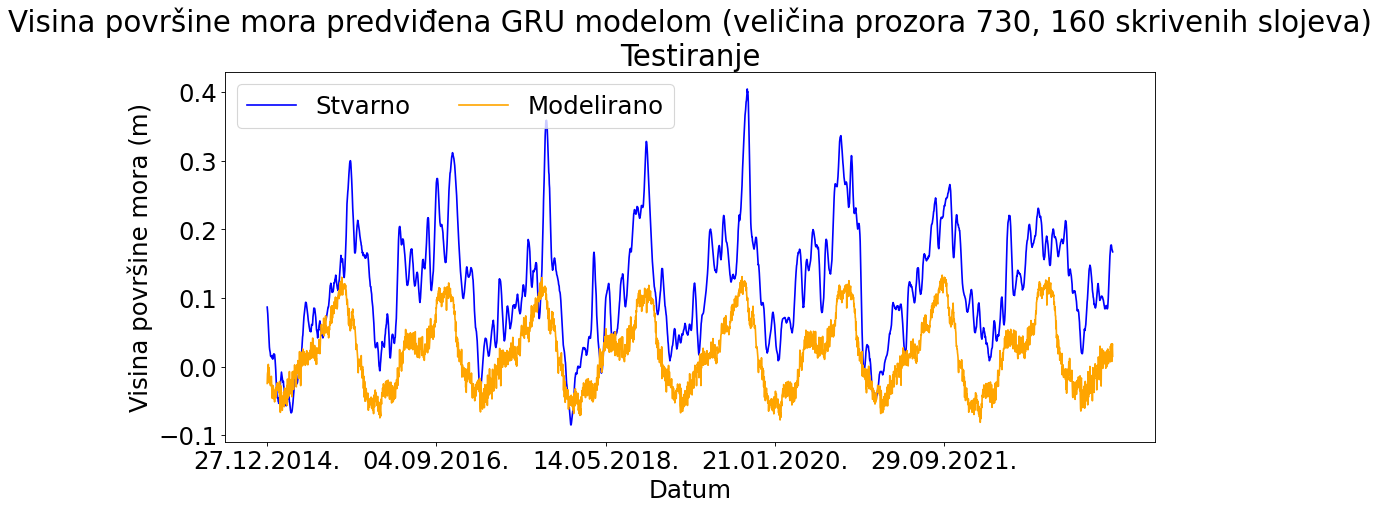 Visina površine mora predviđena GRU modelom (veličina prozora 730, 160 skrivenih slojeva)
Testiranje
Stvarno
Modelirano
Visina površine mora (m)
0.4
0.3
0.2
0.1
0.0
−0.1
27.12.2014.
04.09.2016.
14.05.2018.
21.01.2020.
29.09.2021.
Datum